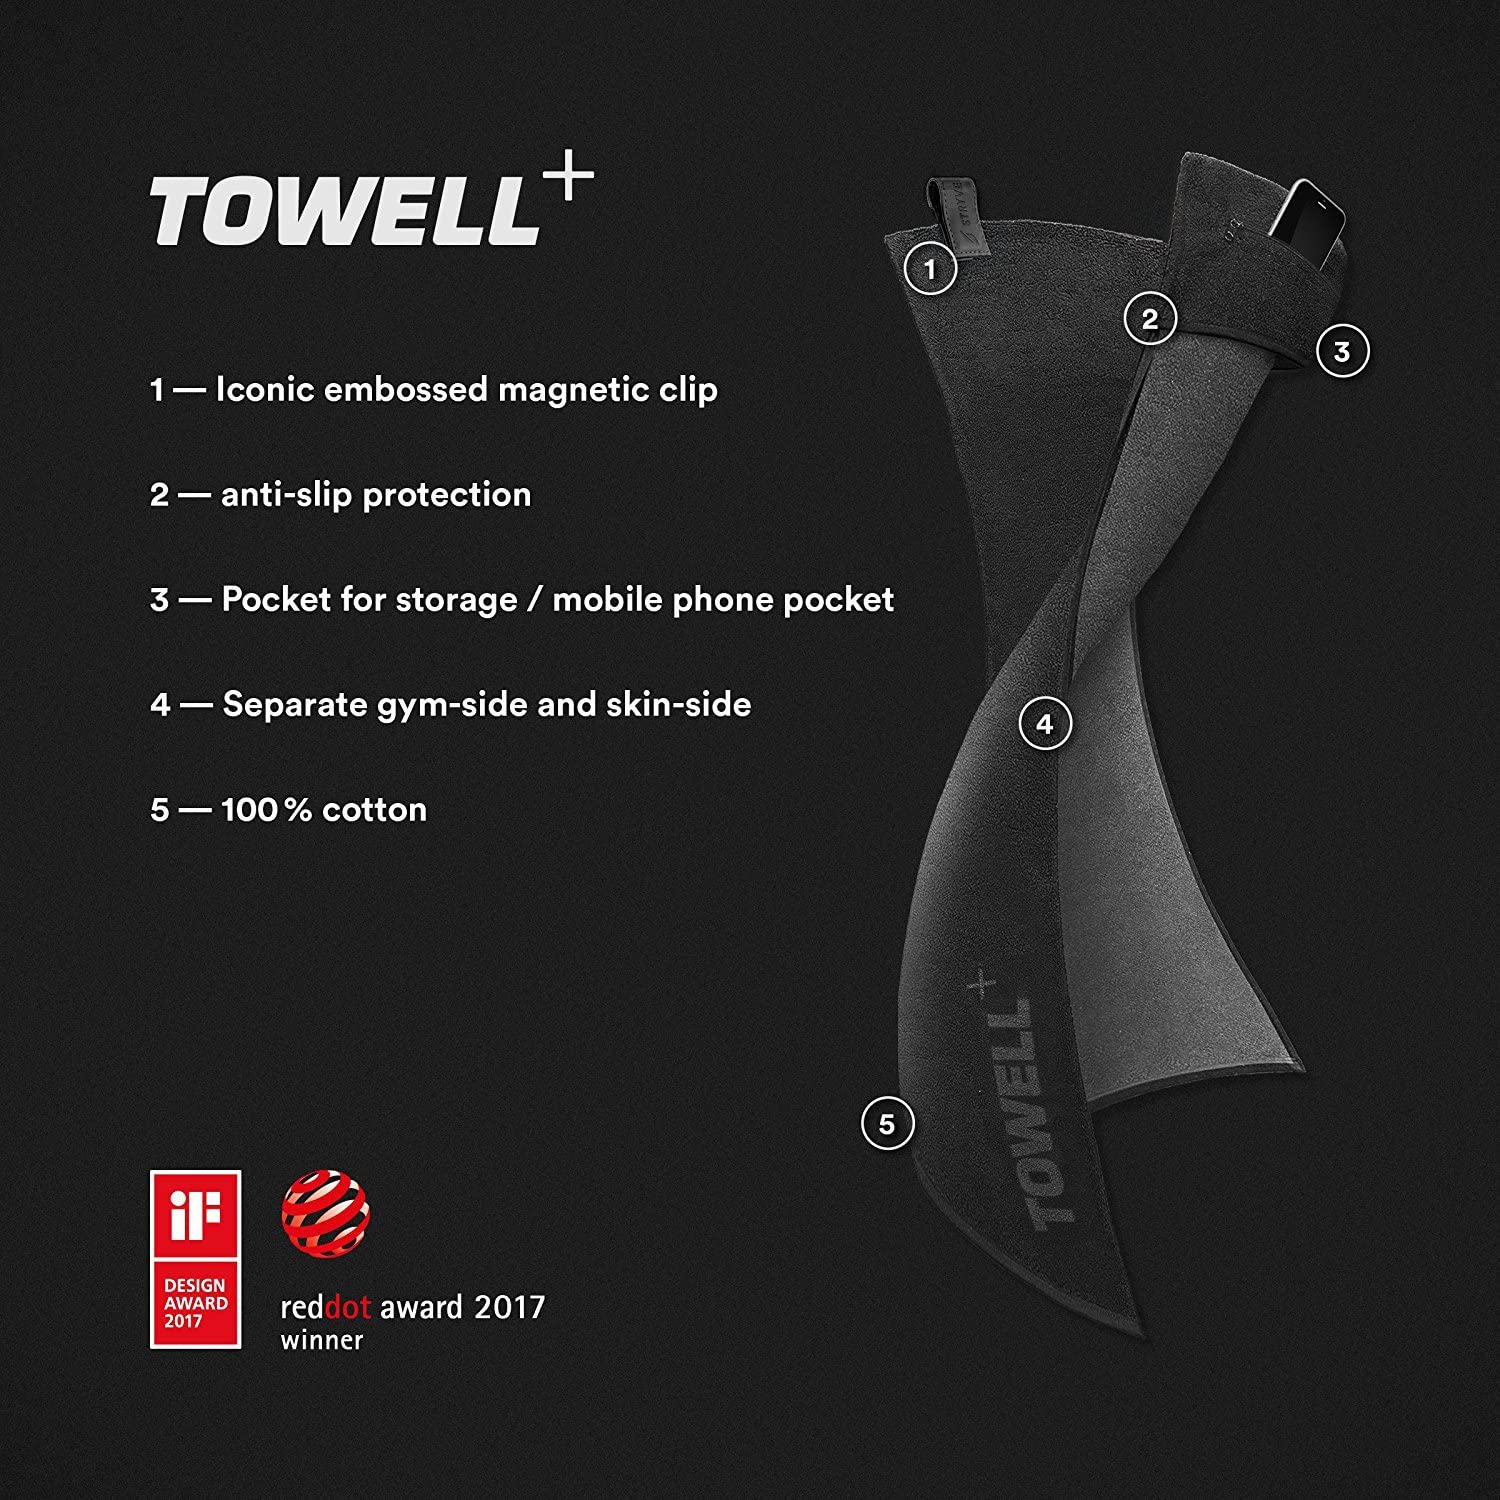 TOWELL+
1 — Iconic embossed magnetic clip
2 — anti-slip protection
3 — Pocket for storage / mobile phone pocket
4 — Separate gym-side and skin-side
5 — 100 % cotton
STRYVE
1
2
3
4
5
TOWELL+
iF
DESIGN
AWARD
2017
reddot award 2017
winner